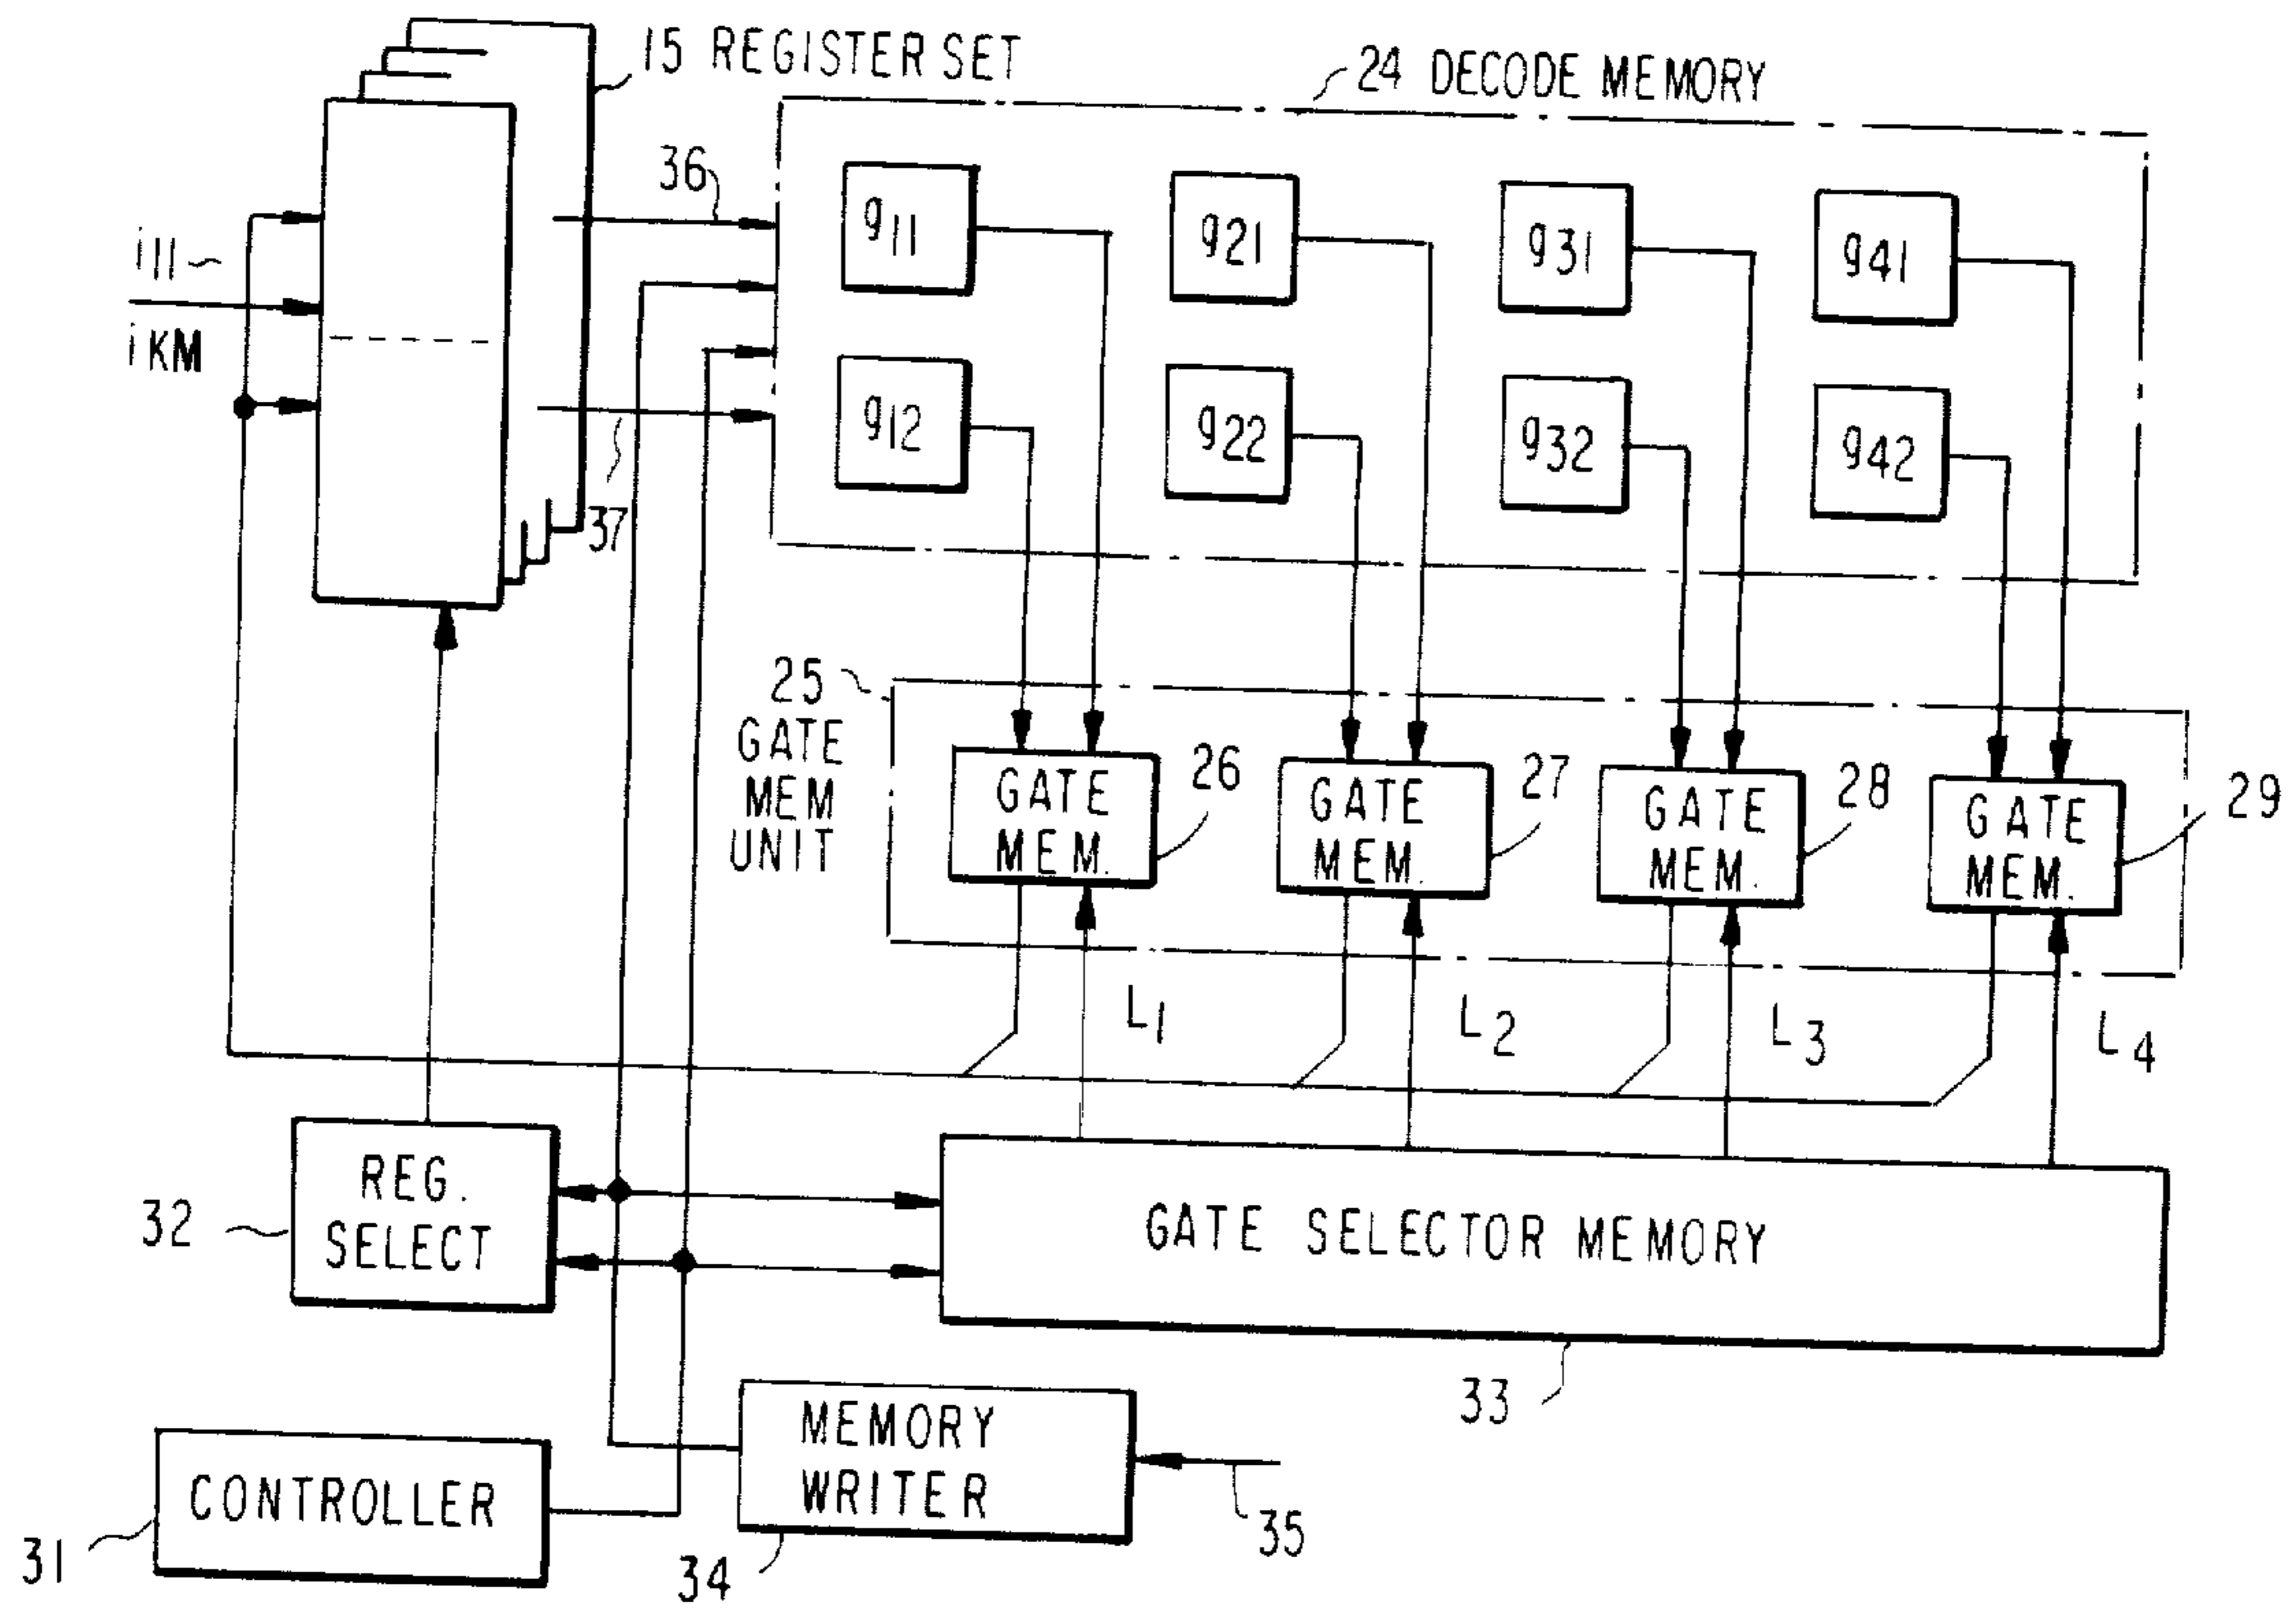 15 REGISTER SET
24 DECODE MEMORY
36
i11
iKM
37
g11
g21
g31
g41
g12
g22
g32
g42
25
GATE
MEM
UNIT
GATE
MEM.
26
GATE
MEM.
27
GATE
MEM.
28
GATE
MEM.
29
L1
L2
L3
L4
REG.
SELECT
32
GATE SELECTOR MEMORY
33
CONTROLLER
31
MEMORY
WRITER
34
35